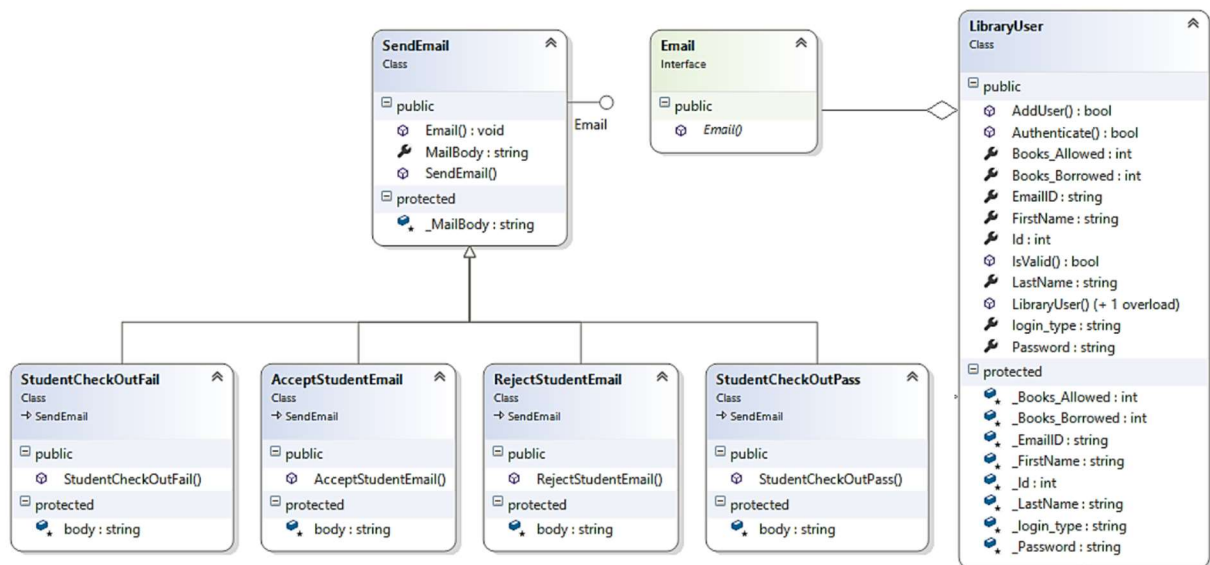 SendEmail
Class
public
Email() : void
MailBody : string
SendEmail()
protected
_MailBody : string
Email
Email
Interface
public
Email()
LibraryUser
Class
public
AddUser() : bool
Authenticate() : bool
Books_Allowed : int
Books_Borrowed : int
EmailID : string
FirstName : string
Id : int
IsValid() : bool
LastName : string
LibraryUser() (+ 1 overload)
login_type : string
Password : string
protected
_Books_Allowed : int
_Books_Borrowed : int
_EmailID : string
_FirstName : string
_Id : int
_LastName : string
_login_type : string
_Password : string
StudentCheckOutFail
Class
SendEmail
public
StudentCheckOutFail()
protected
body : string
AcceptStudentEmail
Class
SendEmail
public
AcceptStudentEmail()
protected
body : string
RejectStudentEmail
Class
SendEmail
public
RejectStudentEmail()
protected
body : string
StudentCheckOutPass
Class
SendEmail
public
StudentCheckOutPass()
protected
body : string